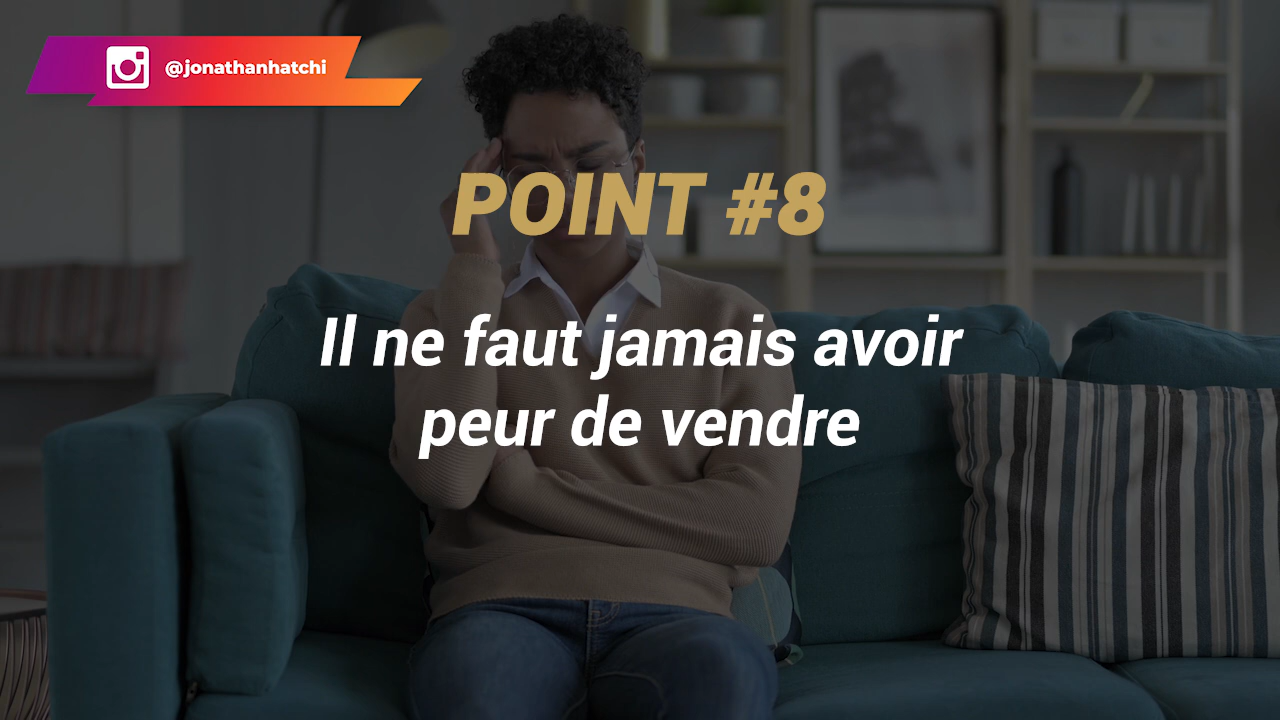 @jonathanhatchi
POINT #8
Il ne faut jamais avoir
peur de vendre